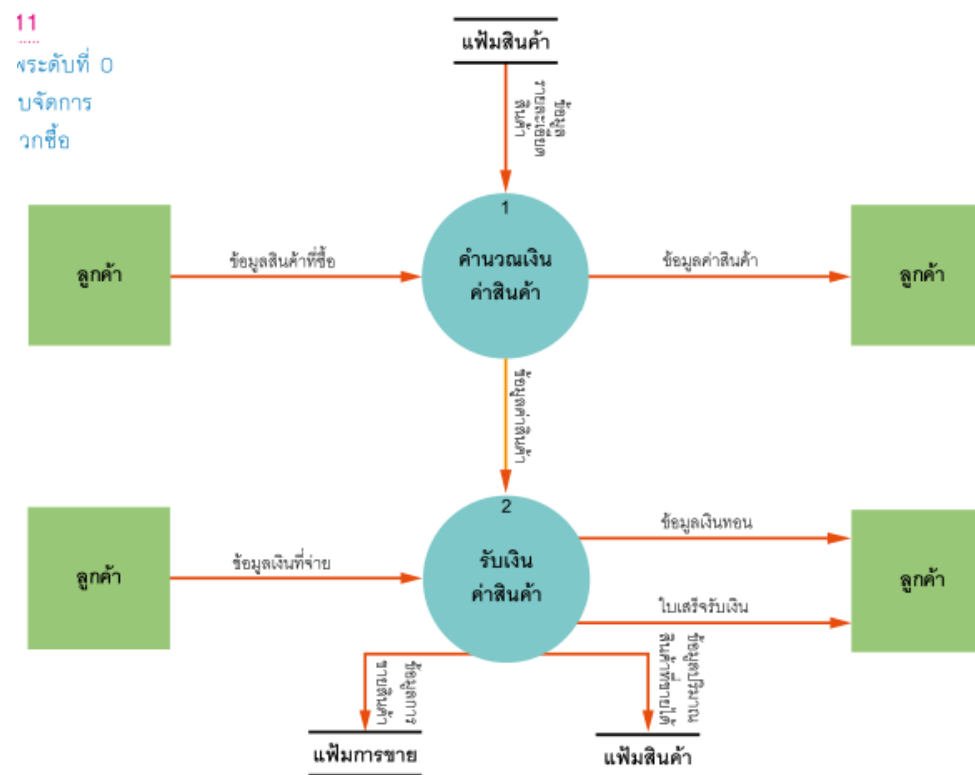 11
พระดับที่ 0
บจัดการ
วกซื้อ
แฟ้มสินค้า
ข้อมูล
รายละเอียด
สินค้า
1
คำนวณเงิน
ค่าสินค้า
ลูกค้า
ข้อมูลสินค้าที่ซื้อ
ข้อมูลค่าสินค้า
ลูกค้า
ข้อมูลค่าสินค้า
2
รับเงิน
ค่าสินค้า
ลูกค้า
ข้อมูลเงินที่จ่าย
ข้อมูลเงินทอน
ใบเสร็จรับเงิน
ลูกค้า
ข้อมูลการ
ขายสินค้า
ข้อมูลปริมาณ
สินค้าที่ขายได้
แฟ้มการขาย
แฟ้มสินค้า